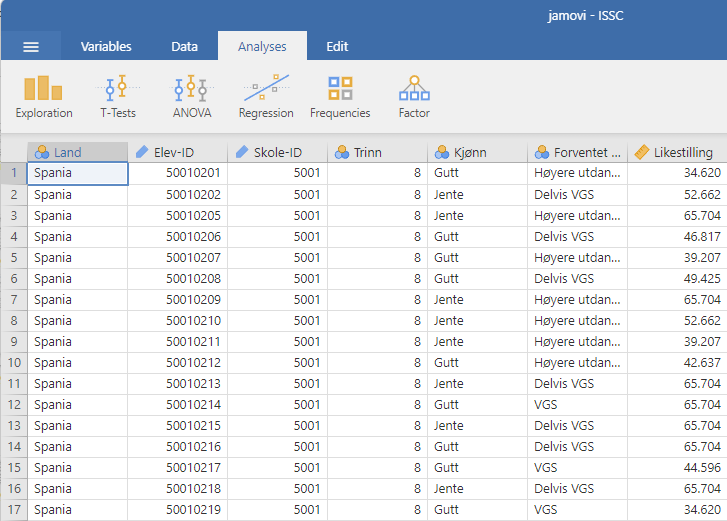 jamovi - ISSC
Variables Data Analyses Edit
Exploration T-Tests ANOVA Regression Frequencies Factor
Land Elev-ID Skole-ID Trinn Kjønn Forventet ... Likestilling
1 Spania 50010201 5001 8 Gutt Høyere utdan... 34.620
2 Spania 50010202 5001 8 Jente Delvis VGS 52.662
3 Spania 50010205 5001 8 Jente Høyere utdan... 65.704
4 Spania 50010206 5001 8 Gutt Delvis VGS 46.817
5 Spania 50010207 5001 8 Gutt Høyere utdan... 39.207
6 Spania 50010208 5001 8 Gutt Delvis VGS 49.425
7 Spania 50010209 5001 8 Jente Høyere utdan... 65.704
8 Spania 50010210 5001 8 Jente Høyere utdan... 52.662
9 Spania 50010211 5001 8 Jente Høyere utdan... 39.207
10 Spania 50010212 5001 8 Gutt Høyere utdan... 42.637
11 Spania 50010213 5001 8 Jente Delvis VGS 65.704
12 Spania 50010214 5001 8 Gutt VGS 65.704
13 Spania 50010215 5001 8 Jente Delvis VGS 65.704
14 Spania 50010216 5001 8 Gutt Delvis VGS 65.704
15 Spania 50010217 5001 8 Gutt VGS 44.596
16 Spania 50010218 5001 8 Jente Delvis VGS 65.704
17 Spania 50010219 5001 8 Gutt VGS 34.620